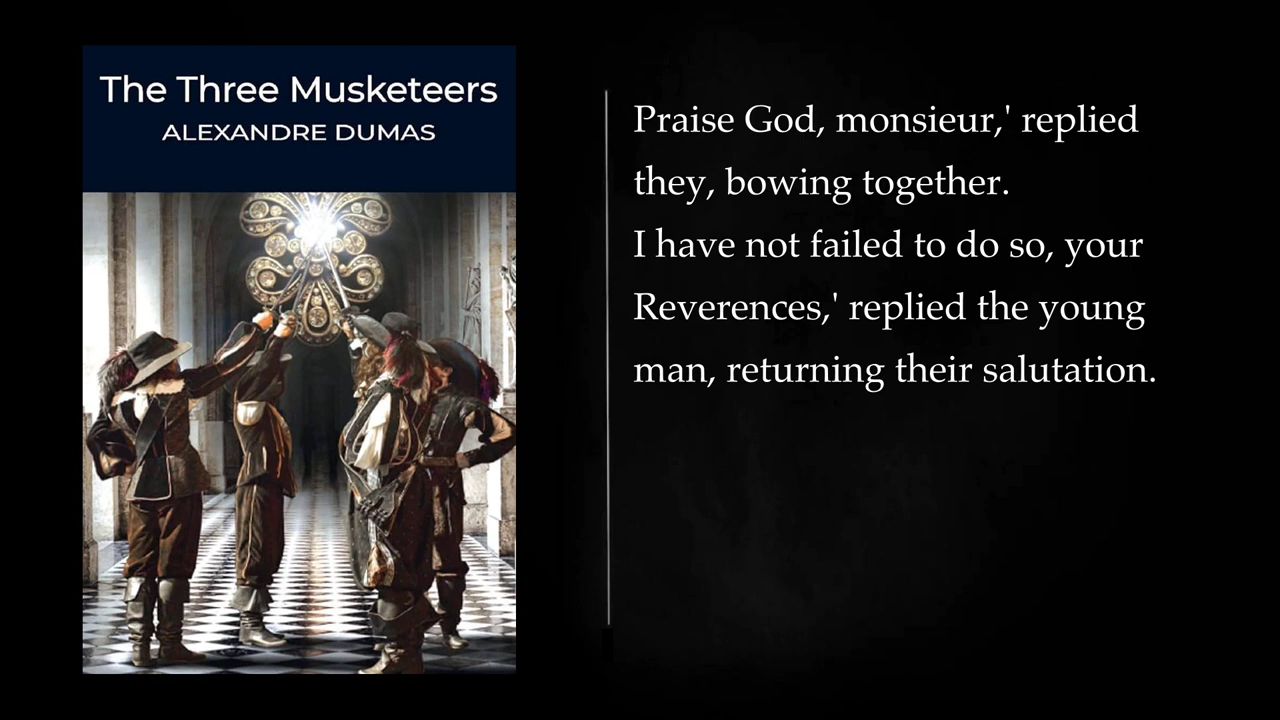 The Three Musketeers
ALEXANDRE DUMAS
Praise God, monsieur,' replied
they, bowing together.
I have not failed to do so, your
Reverences,' replied the young
man, returning their salutation.